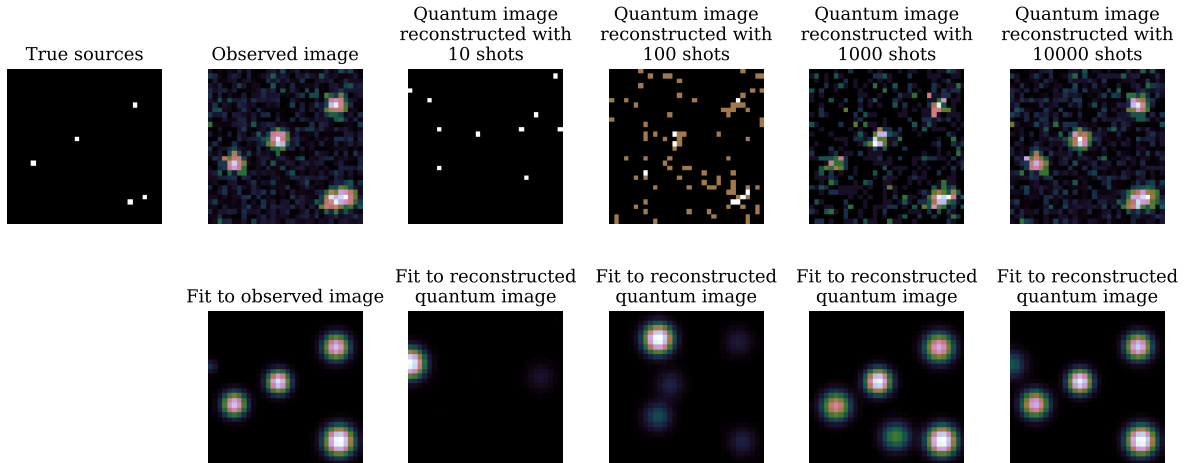 True sources
Observed image
Quantum image
reconstructed with
10 shots
Quantum image
reconstructed with
100 shots
Quantum image
reconstructed with
1000 shots
Quantum image
reconstructed with
10000 shots
Fit to observed image
Fit to reconstructed
quantum image
Fit to reconstructed
quantum image
Fit to reconstructed
quantum image
Fit to reconstructed
quantum image